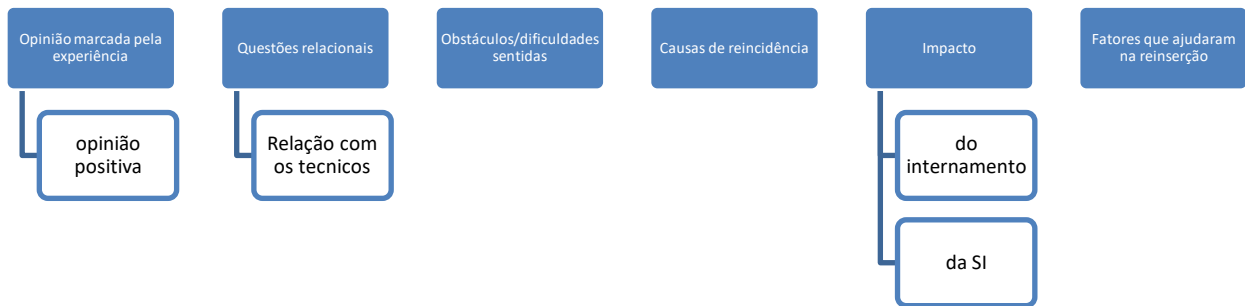 Opinião marcada pela
experiência
Questões relacionais
Obstáculos/dificuldades
sentidas
Causas de reincidência
Impacto
Fatores que ajudaram
na reinserção
opinião
positiva
Relação com
os tecnicos
do
internamento
da SI